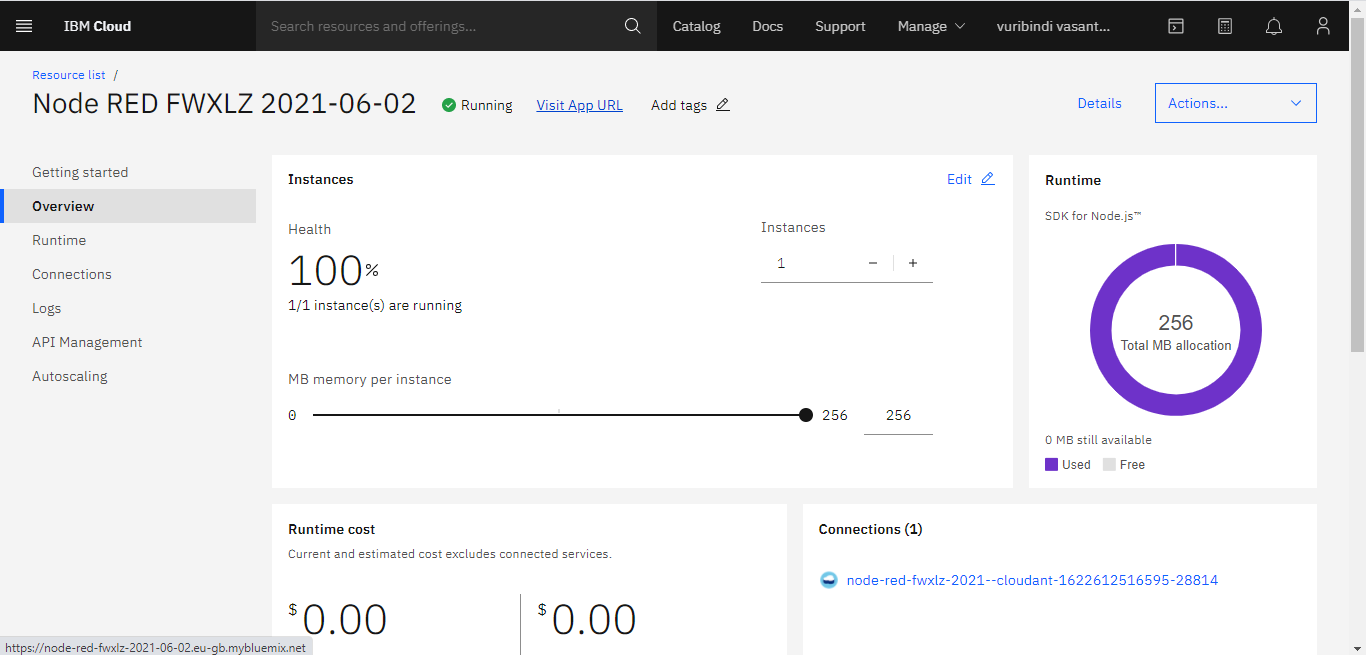 IBM Cloud
Search resources and offerings...
Catalog
Docs
Support
Manage
vuribindi vasant...
Resource list /
Node RED FWXLZ 2021-06-02
Running
Visit App URL
Add tags
Details
Actions...
Getting started
Overview
Runtime
Connections
Logs
API Management
Autoscaling
Instances
Edit
Health
100%
1/1 instance(s) are running
Instances
1
MB memory per instance
0
256
256
Runtime
SDK for Node.js™
256
Total MB allocation
0 MB still available
Used
Free
Runtime cost
Current and estimated cost excludes connected services.
$0.00
$0.00
Connections (1)
node-red-fwxlz-2021--cloudant-1622612516595-28814
https://node-red-fwxlz-2021-06-02.eu-gb.mybluemix.net